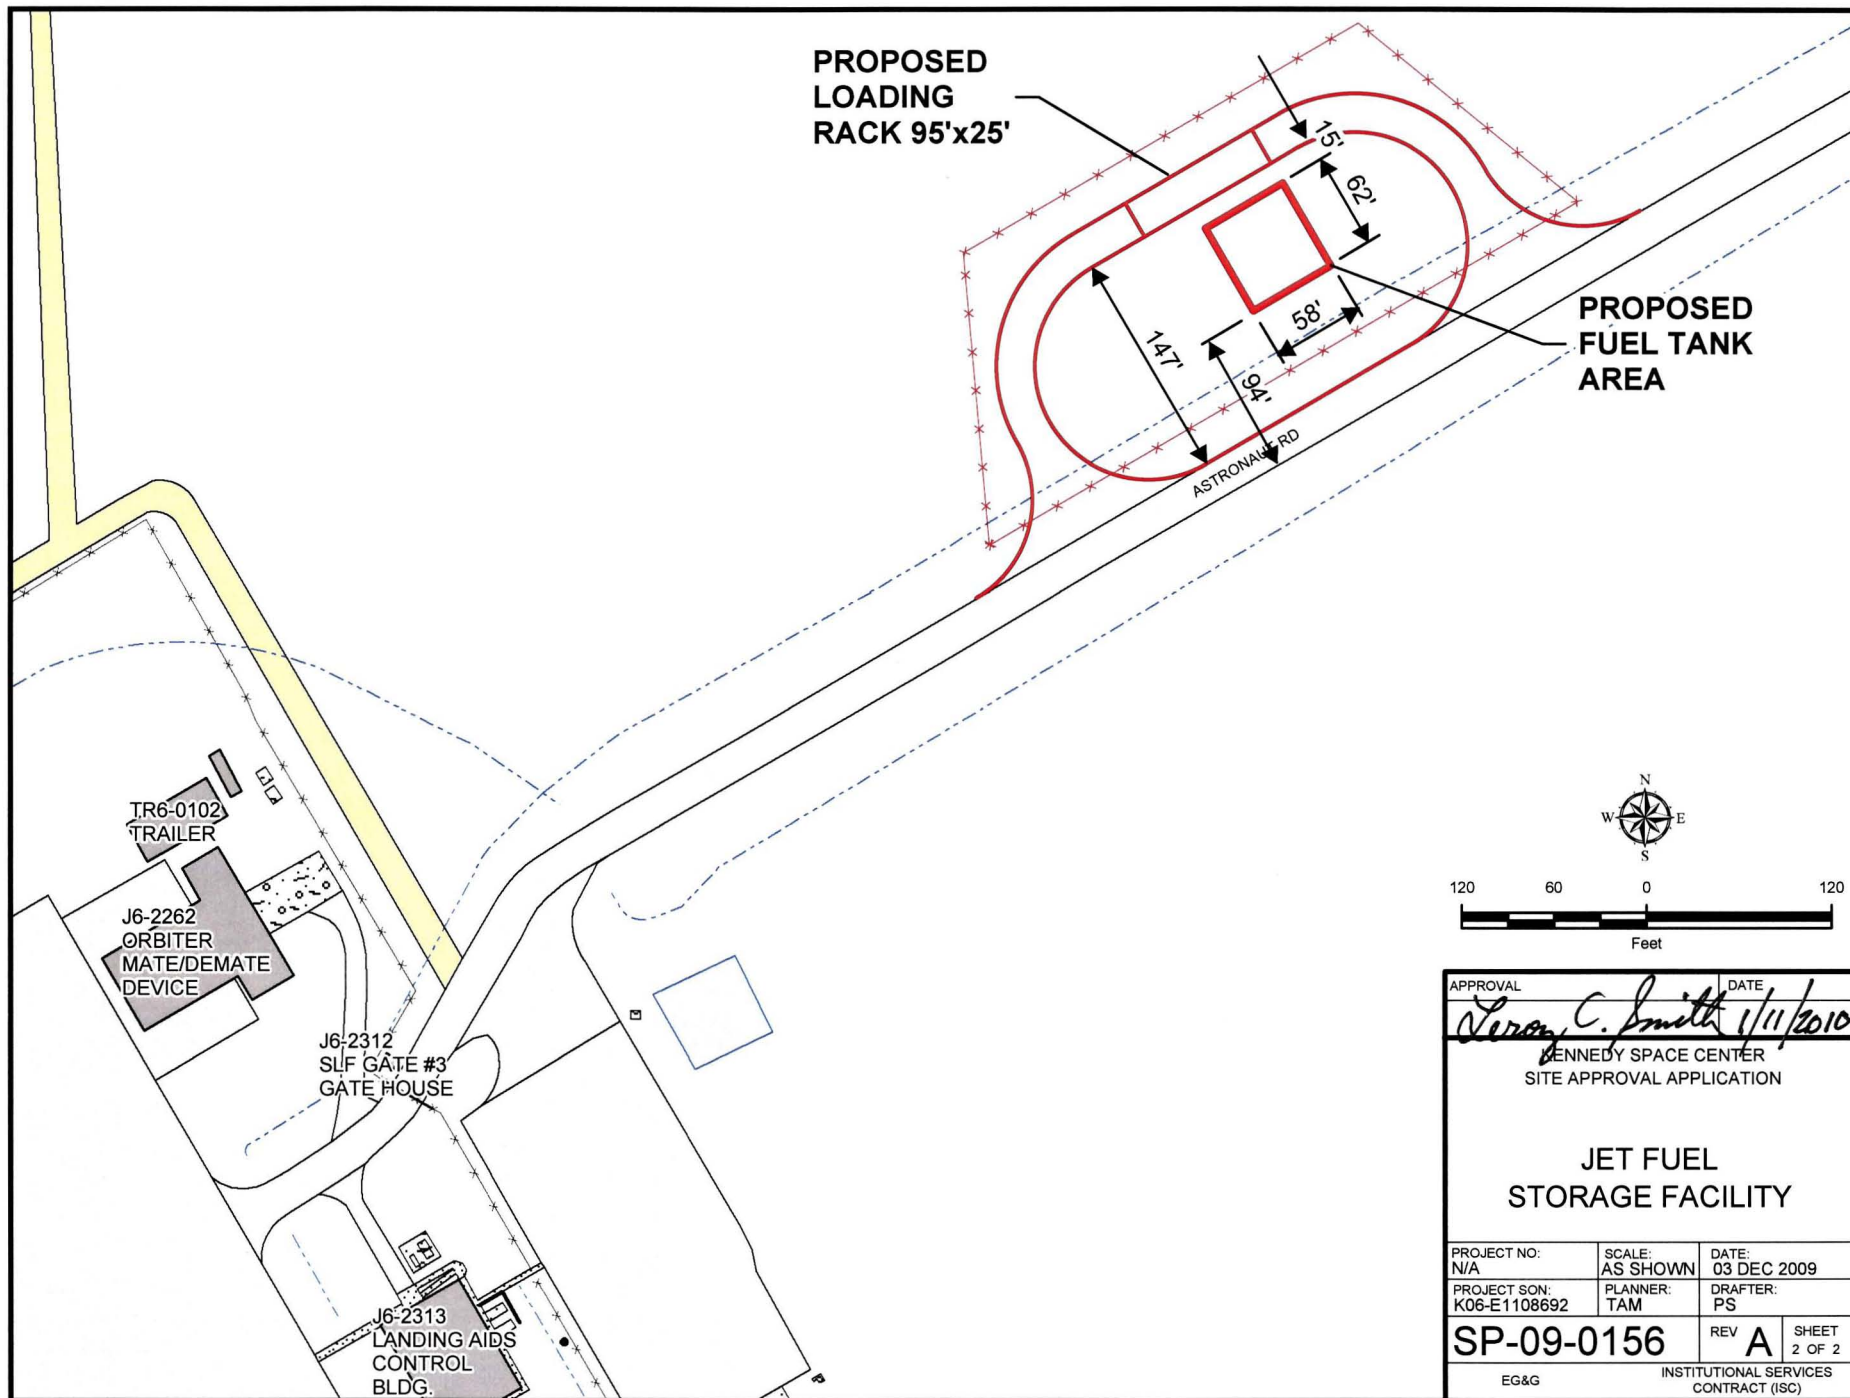 PROPOSED
LOADING
RACK 95'x25'
15'
62'
58'
147'
94'
PROPOSED
FUEL TANK
AREA
ASTRONAUT RD
TR6-0102
TRAILER
J6-2262
ORBITER
MATE/DEMATE
DEVICE
J6-2312
SLF GATE #3
GATE HOUSE
J6-2313
LANDING AIDS
CONTROL
BLDG.
N
W E
S
120 60 0 120
Feet
APPROVAL DATE
Leroy C. Smith 1/11/2010
KENNEDY SPACE CENTER
SITE APPROVAL APPLICATION
JET FUEL
STORAGE FACILITY
PROJECT NO: SCALE: DATE:
N/A AS SHOWN 03 DEC 2009
PROJECT SON: PLANNER: DRAFTER:
K06-E1108692 TAM PS
SP-09-0156 REV A SHEET
2 OF 2
EG&G INSTITUTIONAL SERVICES
CONTRACT (ISC)